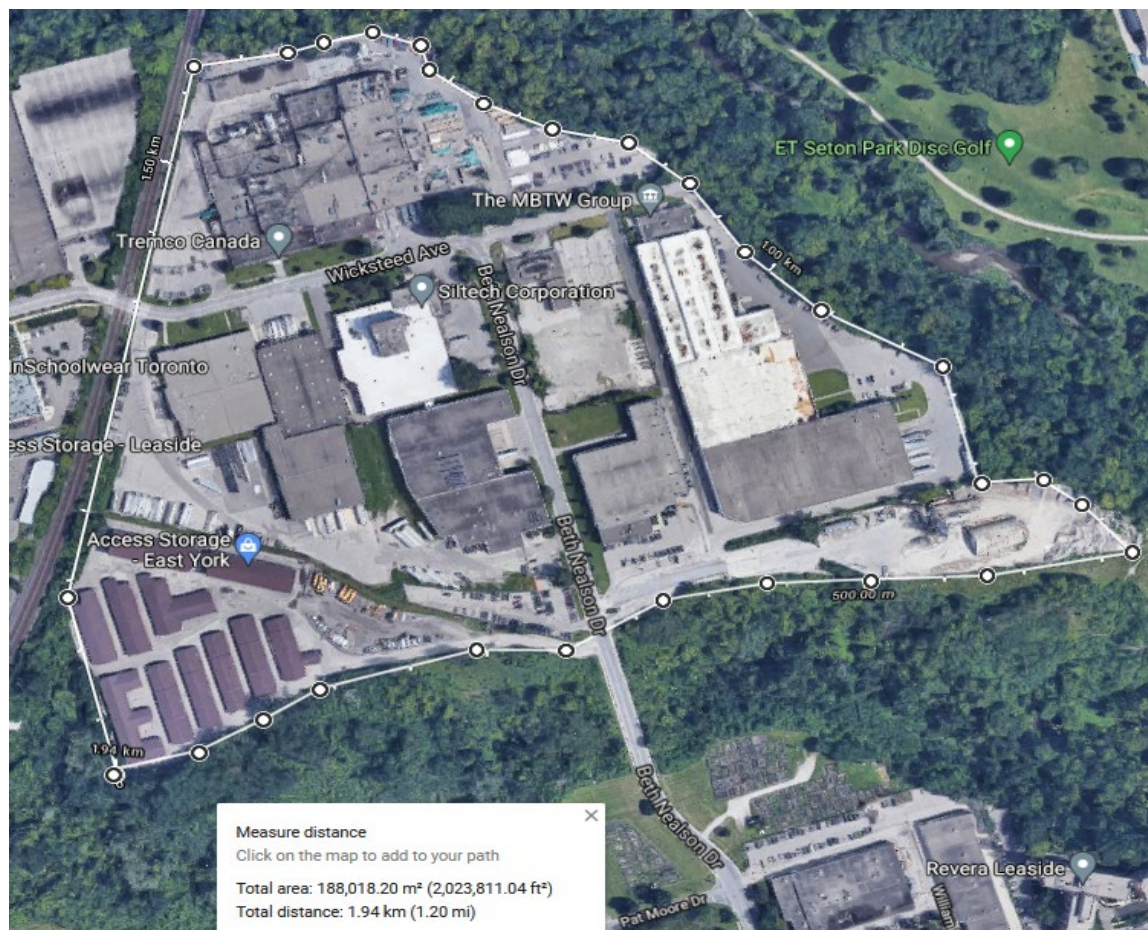 ET Seton Park Disc Golf
1.50 km
The MBTW Group
Tremco Canada
Wicksteed Ave
1.00 km
Siltech Corporation
Beth Nealson Dr
InSchoolwear Toronto
ess Storage - Leaside
Beth Nealson Dr
Access Storage
- East York
500.00 m
1.94 km
0
Beth Nealson Dr
Measure distance
Click on the map to add to your path
Total area: 188,018.20 m² (2,023,811.04 ft²)
Total distance: 1.94 km (1.20 mi)
Revera Leaside
Pat Moore Dr
William